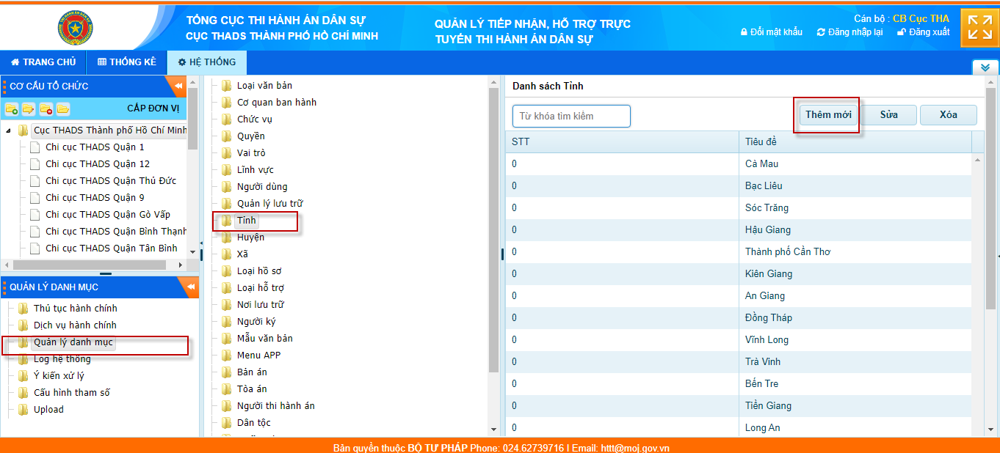 TỔNG CỤC THI HÀNH ÁN DÂN SỰ
CỤC THADS THÀNH PHỐ HỒ CHÍ MINH
QUẢN LÝ TIẾP NHẬN, HỖ TRỢ TRỰC
TUYẾN THI HÀNH ÁN DÂN SỰ
Cán bộ : CB Cục THA
Đổi mật khẩu Đăng nhập lại Đăng xuất
TRANG CHỦ THỐNG KÊ HỆ THỐNG
CƠ CẤU TỔ CHỨC
CẤP ĐƠN VỊ
Cục THADS Thành phố Hồ Chí Minh
Chi cục THADS Quận 1
Chi cục THADS Quận 12
Chi cục THADS Quận Thủ Đức
Chi cục THADS Quận 9
Chi cục THADS Quận Gò Vấp
Chi cục THADS Quận Bình Thạnh
Chi cục THADS Quận Tân Bình
QUẢN LÝ DANH MỤC
Thủ tục hành chính
Dịch vụ hành chính
Quản lý danh mục
Log hệ thống
Ý kiến xử lý
Cấu hình tham số
Upload
Loại văn bản
Cơ quan ban hành
Chức vụ
Quyền
Vai trò
Lĩnh vực
Người dùng
Quản lý lưu trữ
Tỉnh
Huyện
Xã
Loại hồ sơ
Loại hỗ trợ
Nơi lưu trữ
Người ký
Mẫu văn bản
Menu APP
Bản án
Tòa án
Người thi hành án
Dân tộc
Danh sách Tỉnh
Từ khóa tìm kiếm
Thêm mới Sửa Xóa
STT Tiêu đề
0 Cà Mau
0 Bạc Liêu
0 Sóc Trăng
0 Hậu Giang
0 Thành phố Cần Thơ
0 Kiên Giang
0 An Giang
0 Đồng Tháp
0 Vĩnh Long
0 Trà Vinh
0 Bến Tre
0 Tiền Giang
0 Long An
Bản quyền thuộc BỘ TƯ PHÁP Phone: 024.62739716 I Email: httt@moj.gov.vn